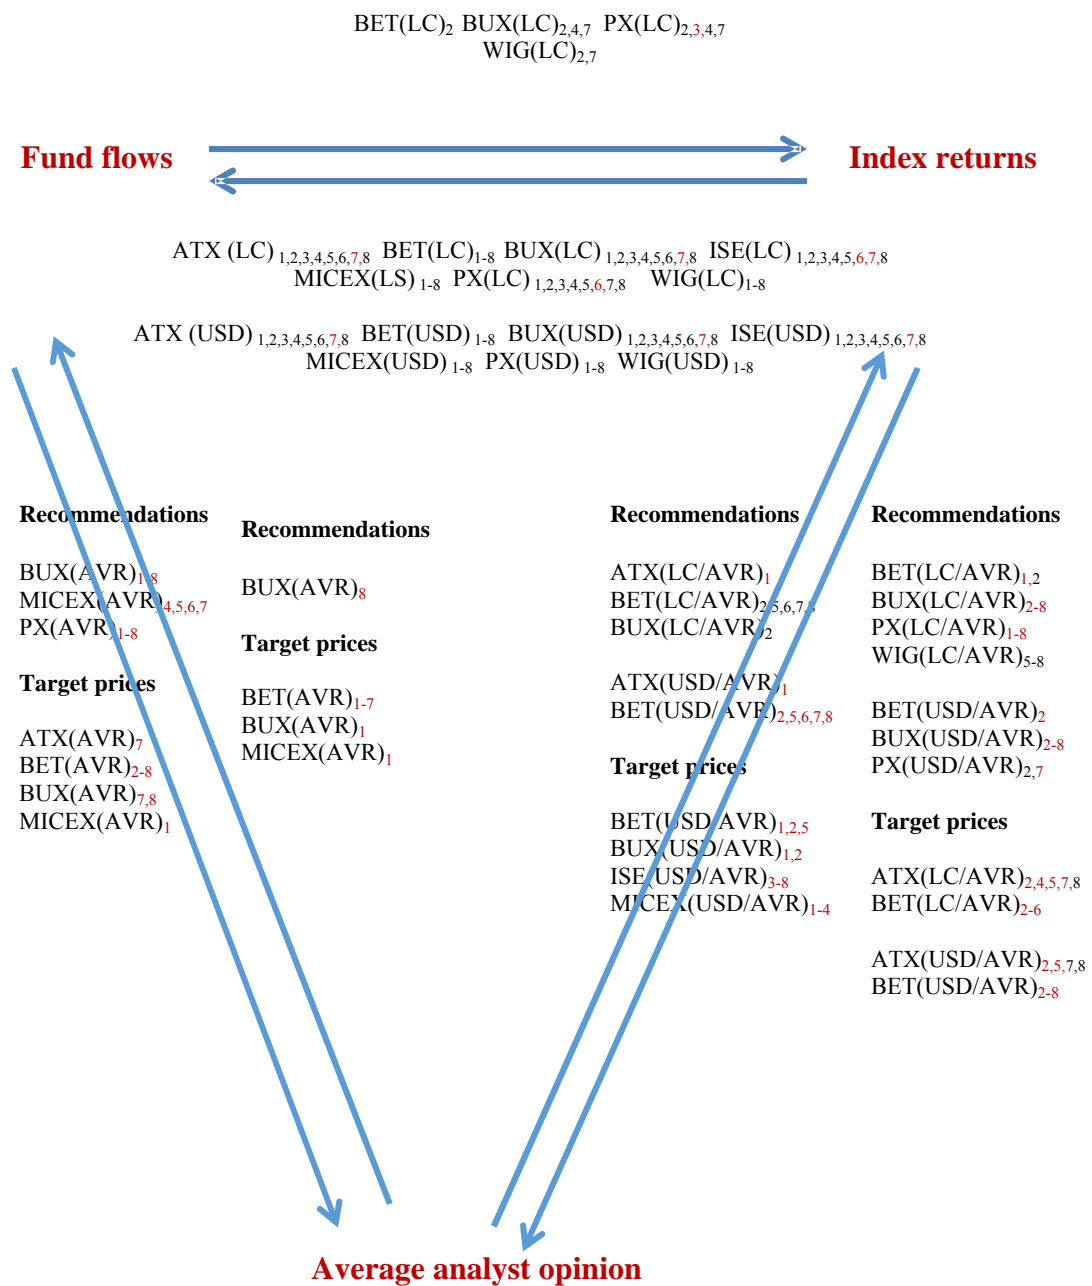 BET(LC)2 BUX(LC)2,4,7 PX(LC)2,3,4,7
WIG(LC)2,7
Fund flows
Index returns
ATX (LC) 1,2,3,4,5,6,7,8 BET(LC)1-8 BUX(LC) 1,2,3,4,5,6,7,8 ISE(LC) 1,2,3,4,5,6,7,8
MICEX(LS) 1-8 PX(LC) 1,2,3,4,5,6,7,8 WIG(LC)1-8
ATX (USD) 1,2,3,4,5,6,7,8 BET(USD) 1-8 BUX(USD) 1,2,3,4,5,6,7,8 ISE(USD) 1,2,3,4,5,6,7,8
MICEX(USD) 1-8 PX(USD) 1-8 WIG(USD) 1-8
Recommendations
BUX(AVR)1-8
MICEX(AVR)4,5,6,7
PX(AVR)1-8
Target prices
ATX(AVR)7
BET(AVR)2-8
BUX(AVR)7,8
MICEX(AVR)1
Recommendations
BUX(AVR)8
Target prices
BET(AVR)1-7
BUX(AVR)1
MICEX(AVR)1
Recommendations
ATX(LC/AVR)1
BET(LC/AVR)2,5,6,7,8
BUX(LC/AVR)2
ATX(USD/AVR)1
BET(USD/AVR)2,5,6,7,8
Target prices
BET(USD/AVR)1,2,5
BUX(USD/AVR)1,2
ISE(USD/AVR)3-8
MICEX(USD/AVR)1-4
Recommendations
BET(LC/AVR)1,2
BUX(LC/AVR)2-8
PX(LC/AVR)1-8
WIG(LC/AVR)5-8
BET(USD/AVR)2
BUX(USD/AVR)2-8
PX(USD/AVR)2,7
Target prices
ATX(LC/AVR)2,4,5,7,8
BET(LC/AVR)2-6
ATX(USD/AVR)2,5,7,8
BET(USD/AVR)2-8
Average analyst opinion